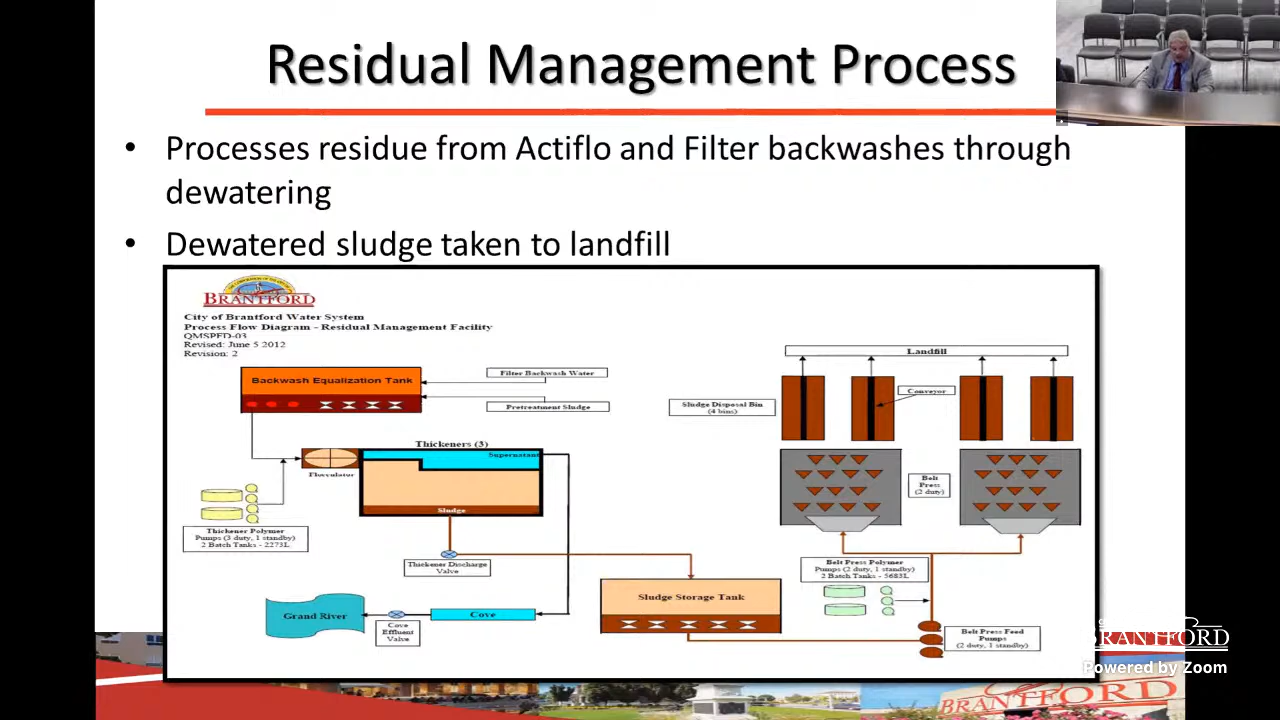 Residual Management Process
• Processes residue from Actiflo and Filter backwashes through
dewatering
• Dewatered sludge taken to landfill
BRANTFORD
City of Brantford Water System
Process Flow Diagram - Residual Management Facility
QMSPFD-03
Revised: June 5 2012
Revision: 2
Landfill
Backwash Equalization Tank
Filter Backwash Water
Pretreatment Sludge
Conveyor
Sludge Disposal Bin
(4 bins)
Thickeners (3)
Supernatant
Flocculator
Sludge
Belt
Press
(2 duty)
Thickener Polymer
Pumps (3 duty, 1 standby)
2 Batch Tanks - 2273L
Thickener Discharge
Valve
Belt Press Polymer
Pumps (2 duty, 1 standby)
2 Batch Tanks - 5683L
Sludge Storage Tank
Grand River
Cove
Cove
Effluent
Valve
Belt Press Feed
Pumps
(2 duty, 1 standby)
BRANTFORD
Powered by Zoom
BRANTFORD